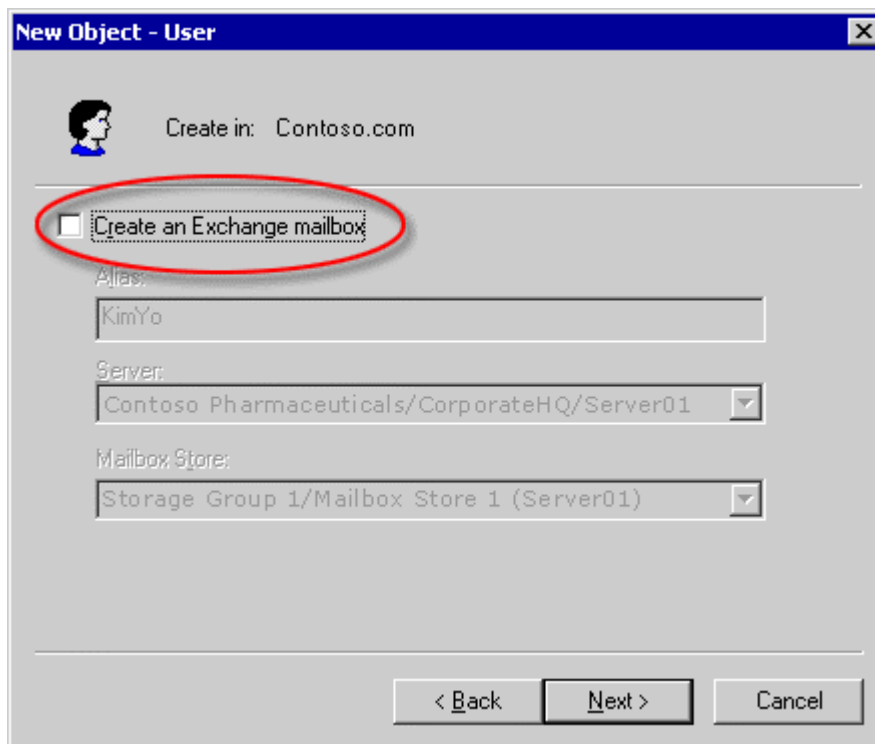 New Object - User
Create in: Contoso.com
Create an Exchange mailbox
Alias:
KimYo
Server:
Contoso Pharmaceuticals/CorporateHQ/Server01
Mailbox Store:
Storage Group 1/Mailbox Store 1 (Server01)
< Back Next > Cancel